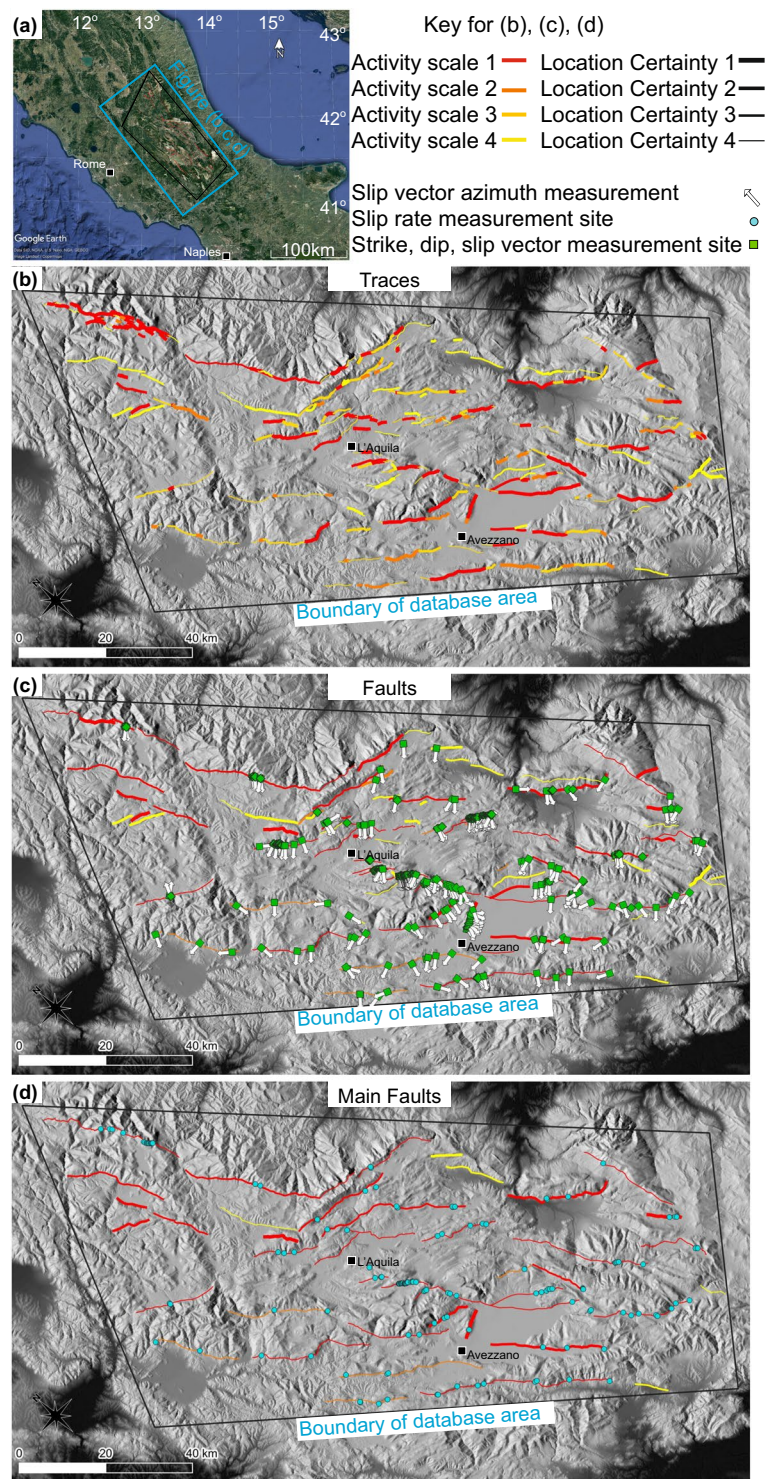 (a)
12° 13° 14° 15°
43°
42°
41°
Figure (b, c, d)
N
Rome
Naples
Google Earth
100km
Key for (b), (c), (d)
Activity scale 1 Location Certainty 1
Activity scale 2 Location Certainty 2
Activity scale 3 Location Certainty 3
Activity scale 4 Location Certainty 4
Slip vector azimuth measurement
Slip rate measurement site
Strike, dip, slip vector measurement site
(b) Traces
L'Aquila
Avezzano
Boundary of database area
0 20 40 km
(c) Faults
L'Aquila
Avezzano
Boundary of database area
0 20 40 km
(d) Main Faults
L'Aquila
Avezzano
Boundary of database area
0 20 40 km